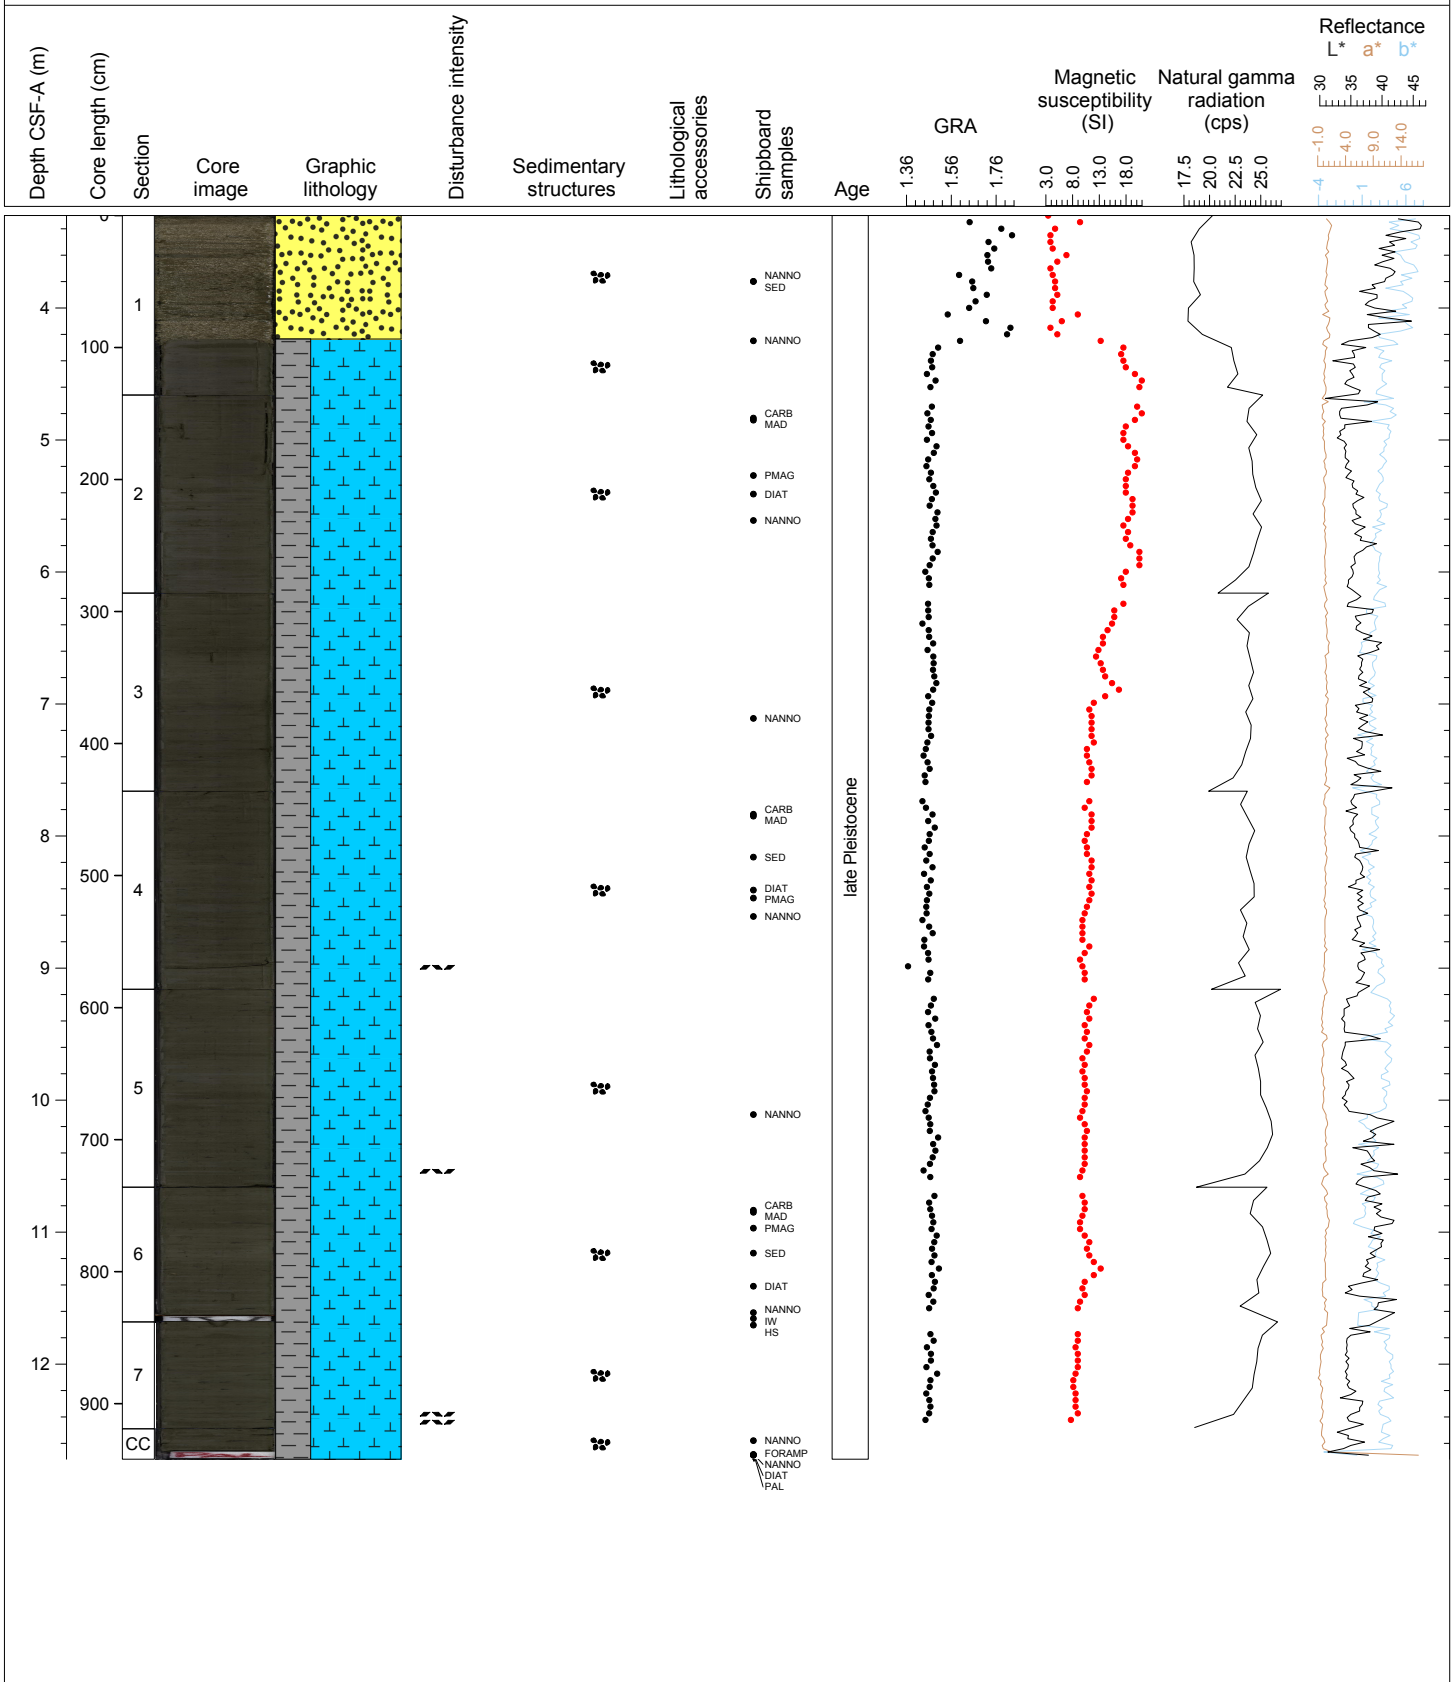 Depth CSF-A (m)
Core length (cm)
Section
Core
image
Graphic
lithology
Disturbance intensity
Sedimentary
structures
Lithological
accessories
Shipboard
samples
Age
GRA
1.36 1.56 1.76
Magnetic
susceptibility
(SI)
3.0 8.0 13.0 18.0
Natural gamma
radiation
(cps)
17.5 20.0 22.5 25.0
Reflectance
L* a* b*
30 35 40 45
-1.0 4.0 9.0 14.0
-4 1 6
4
5
6
7
8
9
10
11
12
0
100
200
300
400
500
600
700
800
900
1
2
3
4
5
6
7
CC
NANNO
SED
NANNO
CARB
MAD
PMAG
DIAT
NANNO
NANNO
CARB
MAD
SED
DIAT
PMAG
NANNO
NANNO
CARB
MAD
PMAG
SED
DIAT
NANNO
IW
HS
NANNO
FORAMP
NANNO
DIAT
PAL
late Pleistocene